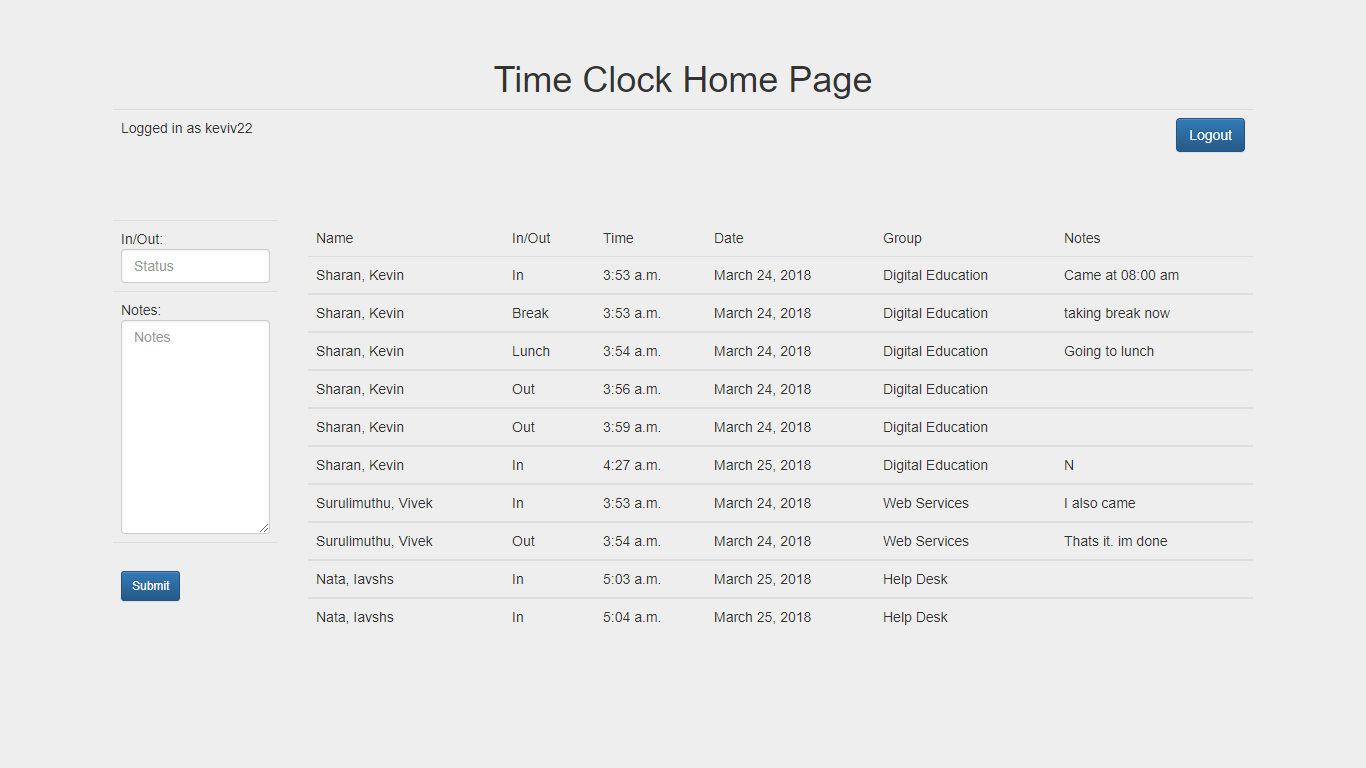 Time Clock Home Page
Logged in as keviv22
Logout
In/Out:
Status
Notes:
Notes
Submit
Name In/Out Time Date Group Notes
Sharan, Kevin In 3:53 a.m. March 24, 2018 Digital Education Came at 08:00 am
Sharan, Kevin Break 3:53 a.m. March 24, 2018 Digital Education taking break now
Sharan, Kevin Lunch 3:54 a.m. March 24, 2018 Digital Education Going to lunch
Sharan, Kevin Out 3:56 a.m. March 24, 2018 Digital Education
Sharan, Kevin Out 3:59 a.m. March 24, 2018 Digital Education
Sharan, Kevin In 4:27 a.m. March 25, 2018 Digital Education N
Surulimuthu, Vivek In 3:53 a.m. March 24, 2018 Web Services I also came
Surulimuthu, Vivek Out 3:54 a.m. March 24, 2018 Web Services Thats it. im done
Nata, lavshs In 5:03 a.m. March 25, 2018 Help Desk
Nata, lavshs In 5:04 a.m. March 25, 2018 Help Desk